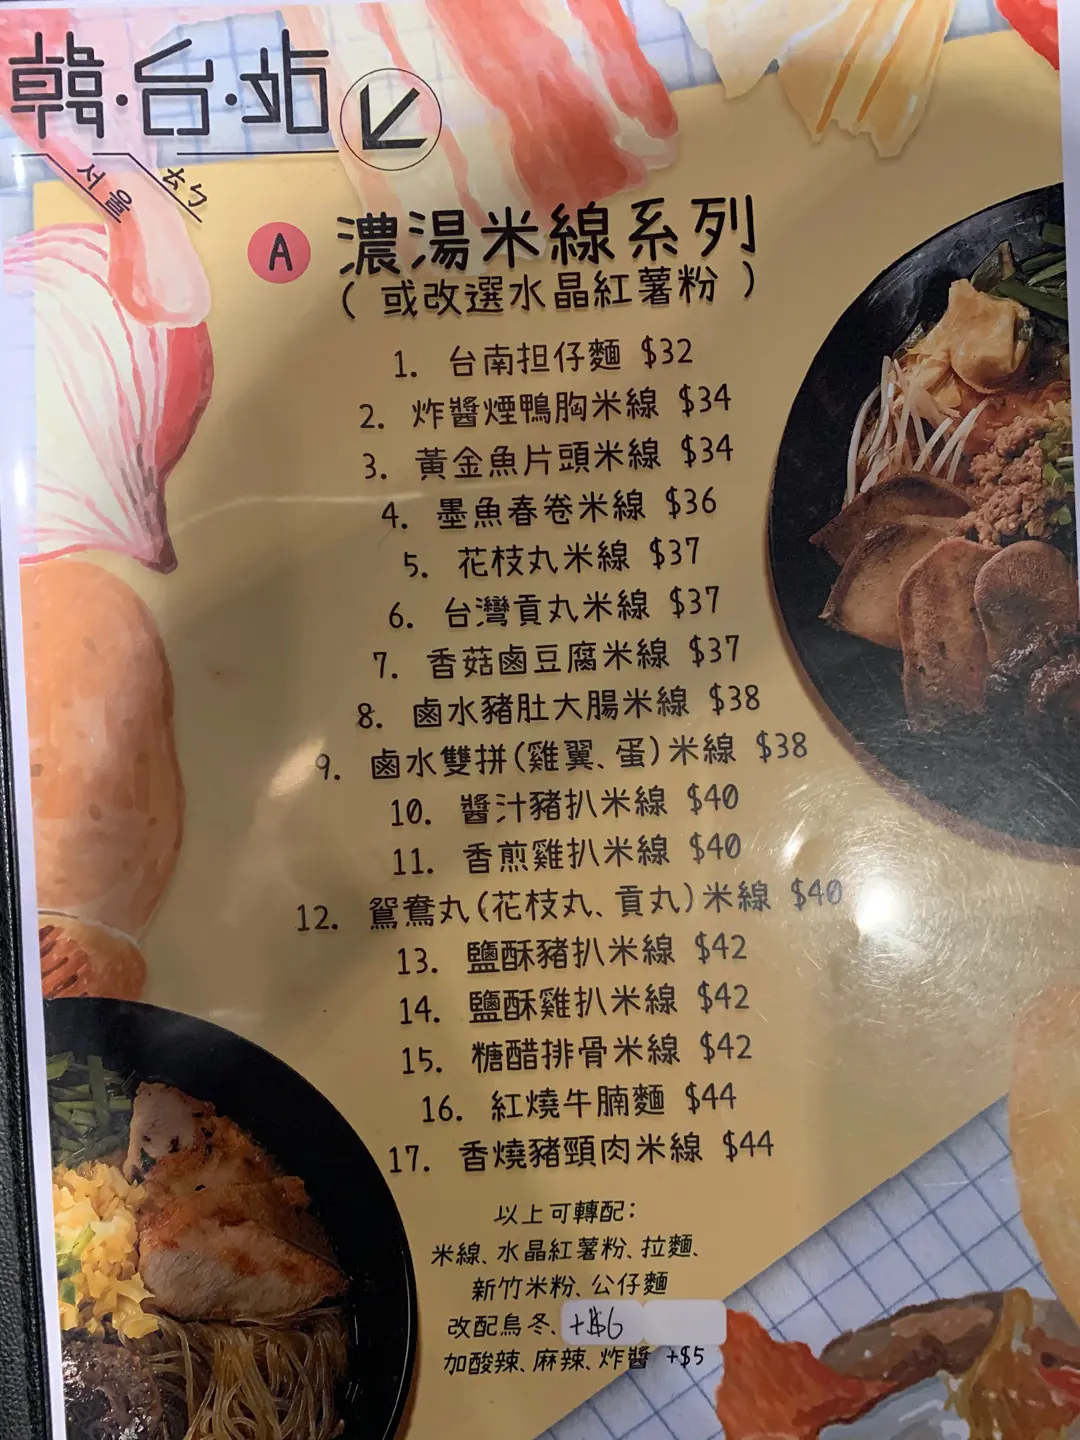 韓·台·站
서울 ㄊㄅ
A 濃湯米線系列
( 或改選水晶紅薯粉 )
1. 台南担仔麵 $32
2. 炸醬煙鴨胸米線 $34
3. 黃金魚片頭米線 $34
4. 墨魚春卷米線 $36
5. 花枝丸米線 $37
6. 台灣貢丸米線 $37
7. 香菇鹵豆腐米線 $37
8. 鹵水豬肚大腸米線 $38
9. 鹵水雙拼(雞翼、蛋)米線 $38
10. 醬汁豬扒米線 $40
11. 香煎雞扒米線 $40
12. 鴛鴦丸(花枝丸、貢丸)米線 $40
13. 鹽酥豬扒米線 $42
14. 鹽酥雞扒米線 $42
15. 糖醋排骨米線 $42
16. 紅燒牛腩麵 $44
17. 香燒豬頸肉米線 $44
以上可轉配：
米線、水晶紅薯粉、拉麵、
新竹米粉、公仔麵
改配烏冬、+$6
加酸辣、麻辣、炸醬 +$5